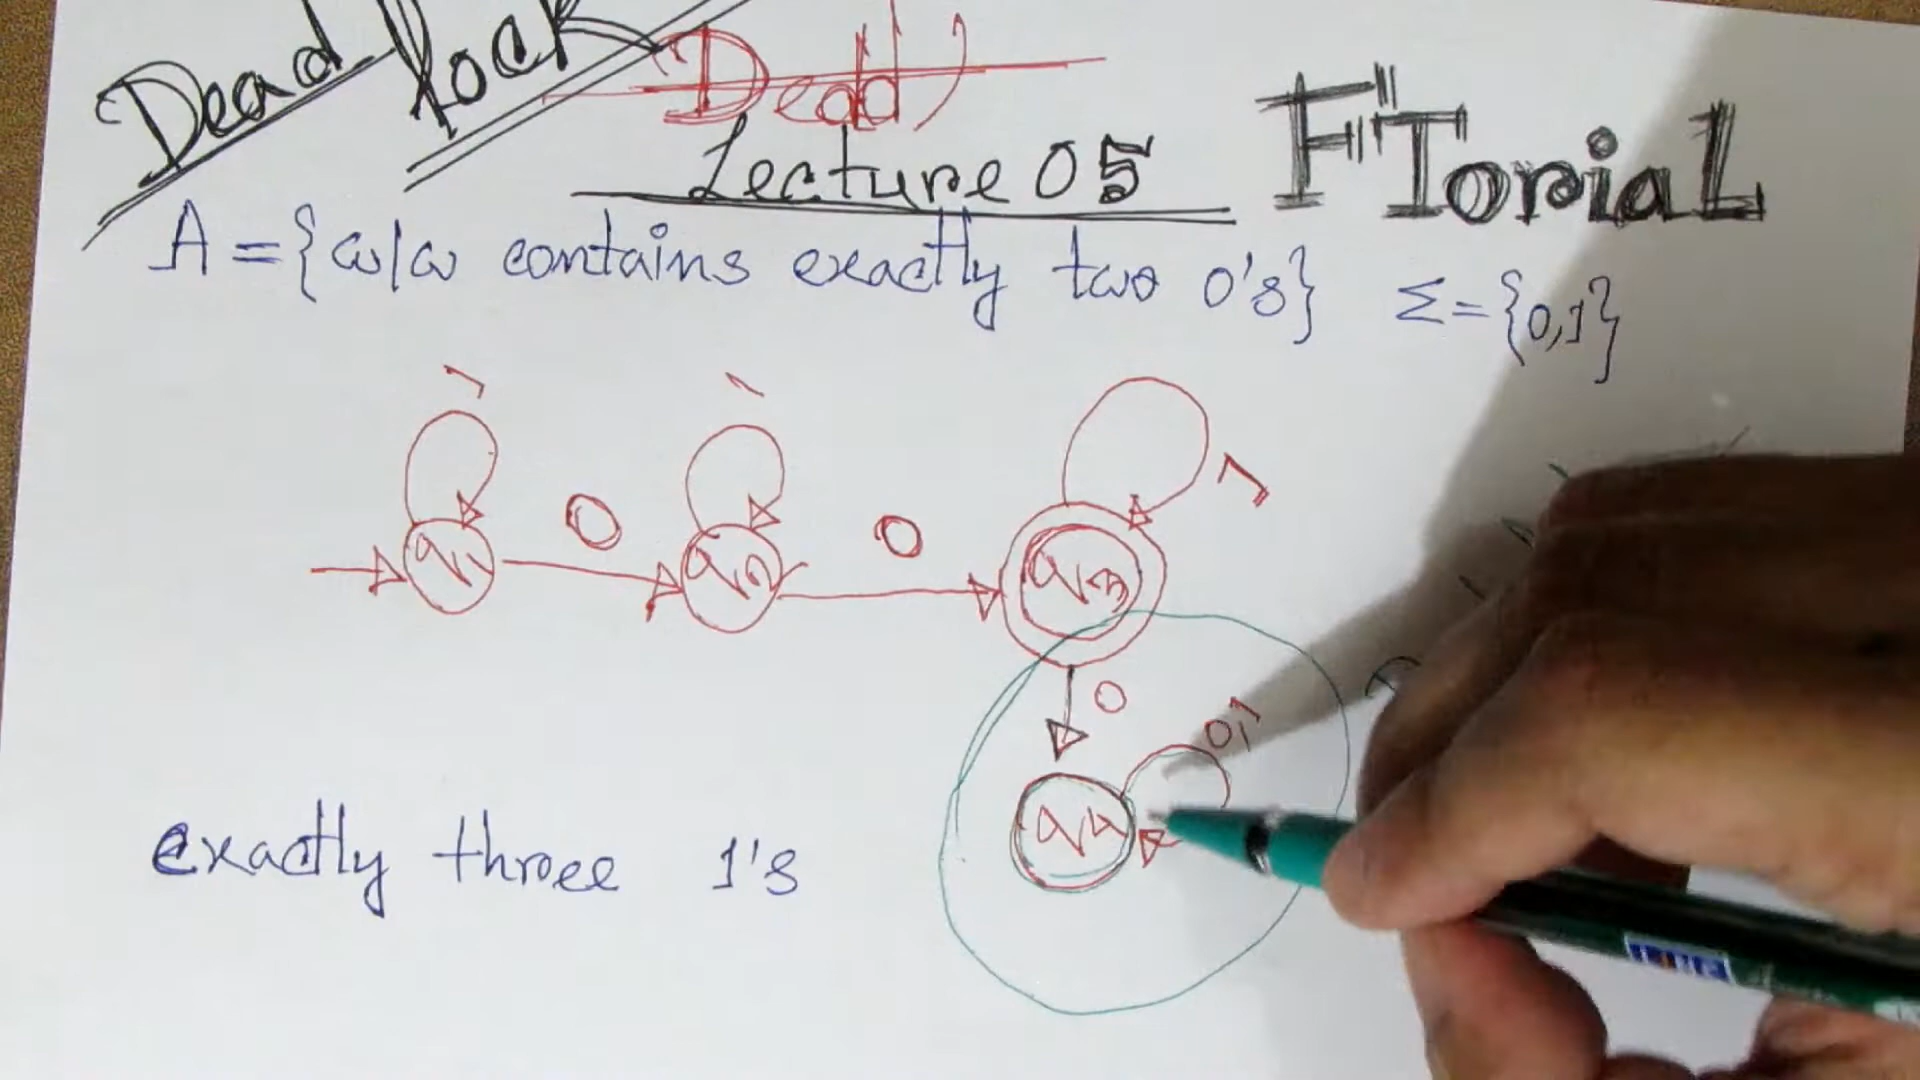 Dead lock
Dead
Lecture 05
FTorial
A = {ω/ω contains exactly two 0's} Σ = {0,1}
1 1 1
0 0
q1 q2 q3
0
0,1
q4
exactly three 1's